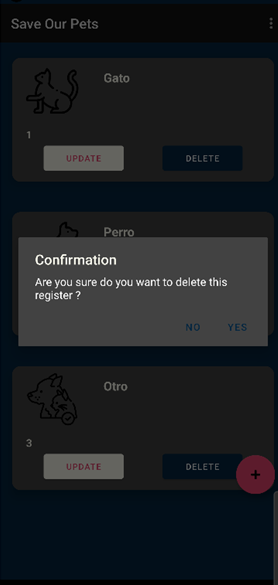 Save Our Pets
Gato
1
UPDATE DELETE
Perro
Confirmation
Are you sure do you want to delete this
register ?
NO YES
Otro
3
UPDATE DELETE
+